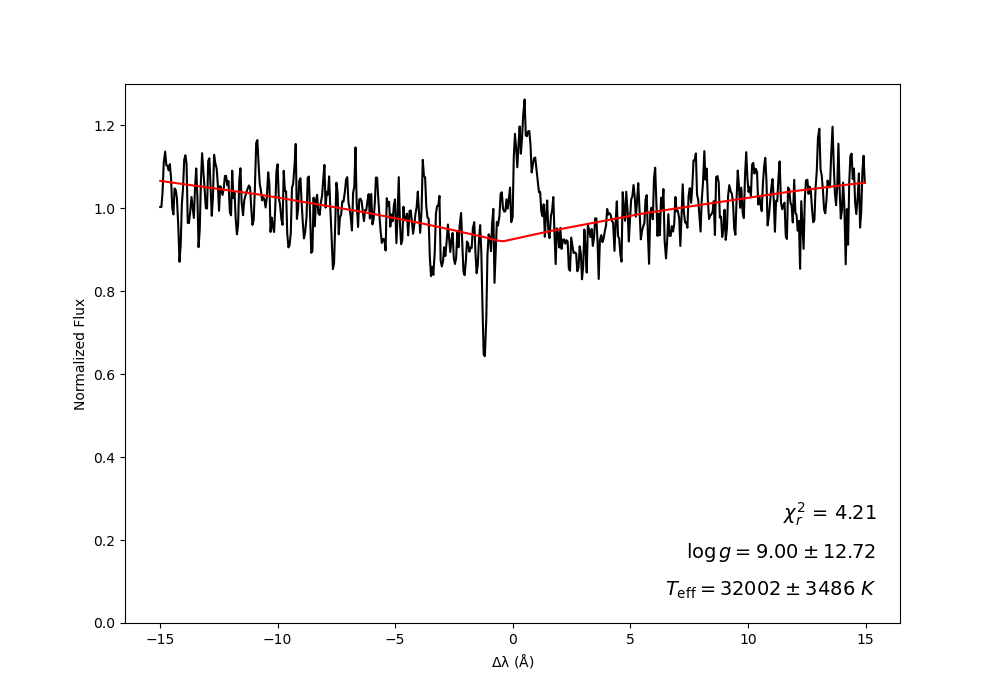 1.2
1.0
0.8
0.6
0.4
0.2
0.0
Normalized Flux
χ²ᵣ = 4.21
log g = 9.00 ± 12.72
T_eff = 32002 ± 3486 K
−15 −10 −5 0 5 10 15
Δλ (Å)